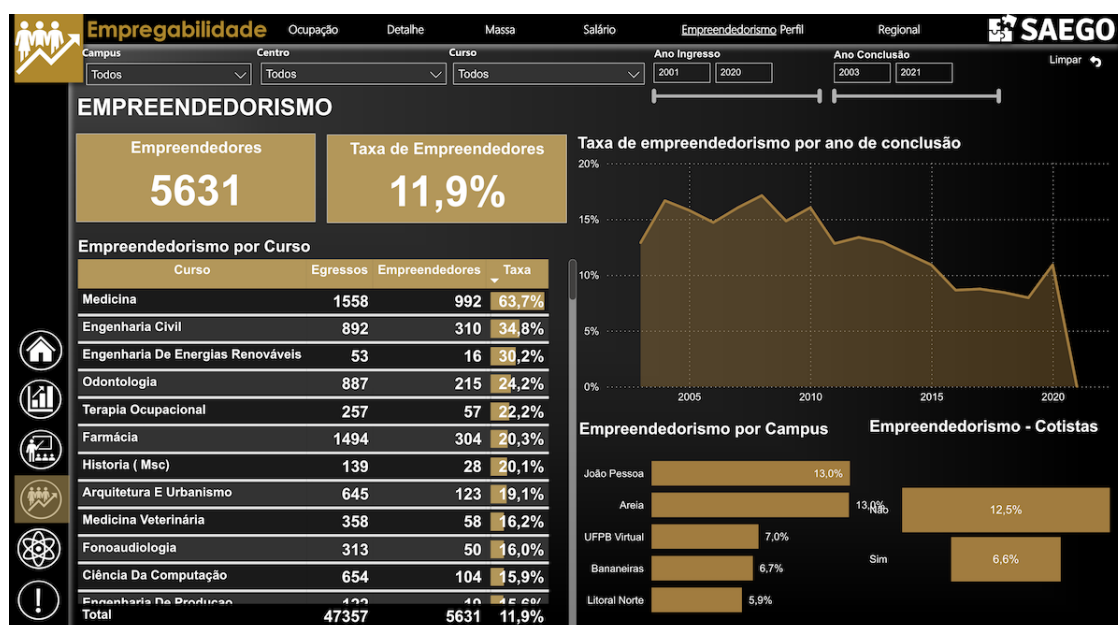 Empregabilidade
Ocupação Detalhe Massa Salário Empreendedorismo Perfil Regional
SAEGO
Campus Centro Curso Ano Ingresso Ano Conclusão
Todos Todos Todos 2001 2020 2003 2021
Limpar
EMPREENDEDORISMO
Empreendedores
5631
Taxa de Empreendedores
11,9%
Empreendedorismo por Curso
Curso Egressos Empreendedores Taxa
Medicina 1558 992 63,7%
Engenharia Civil 892 310 34,8%
Engenharia De Energias Renováveis 53 16 30,2%
Odontologia 887 215 24,2%
Terapia Ocupacional 257 57 22,2%
Farmácia 1494 304 20,3%
Historia ( Msc) 139 28 20,1%
Arquitetura E Urbanismo 645 123 19,1%
Medicina Veterinária 358 58 16,2%
Fonoaudiologia 313 50 16,0%
Ciência Da Computação 654 104 15,9%
Engenharia De Producao
Total 47357 5631 11,9%
Taxa de empreendedorismo por ano de conclusão
20%
15%
10%
5%
0%
2005 2010 2015 2020
Empreendedorismo por Campus
João Pessoa 13,0%
Areia 13,0%
UFPB Virtual 7,0%
Bananeiras 6,7%
Litoral Norte 5,9%
Empreendedorismo - Cotistas
Não 12,5%
Sim 6,6%